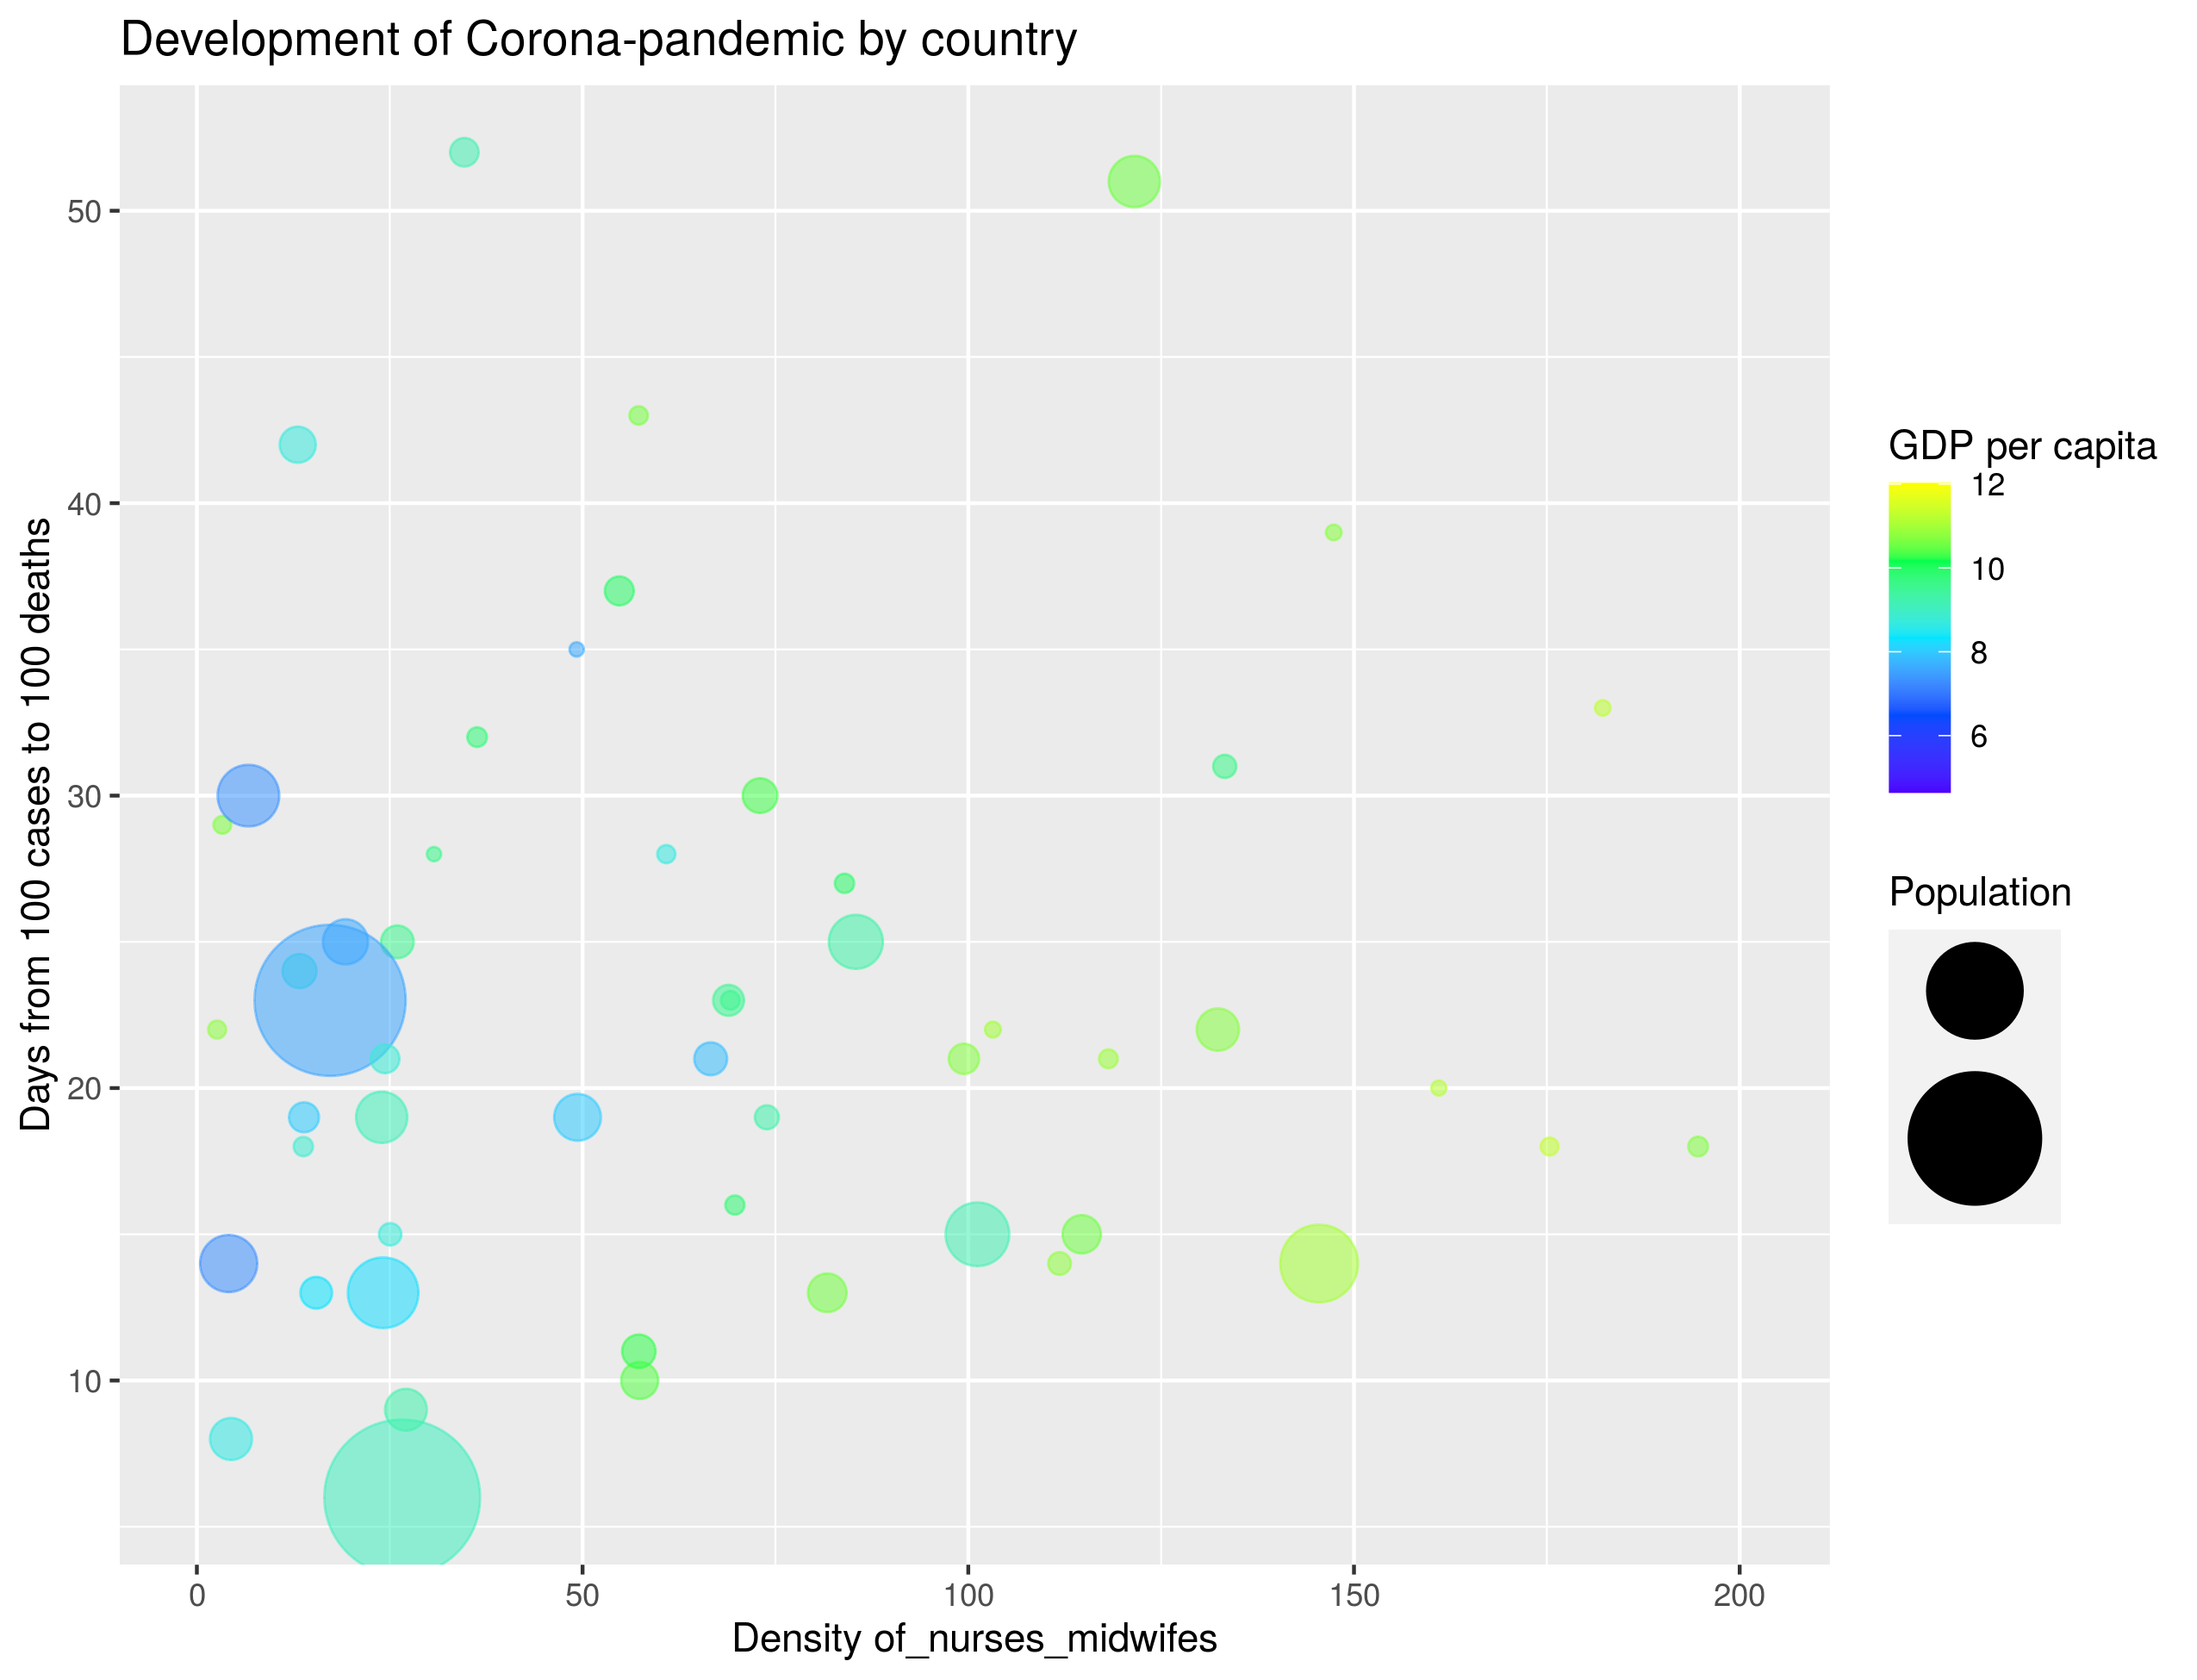 Development of Corona-pandemic by country
Days from 100 cases to 100 deaths
50
40
30
20
10
0
50
100
150
200
Density of_nurses_midwifes
GDP per capita
12
10
8
6
Population